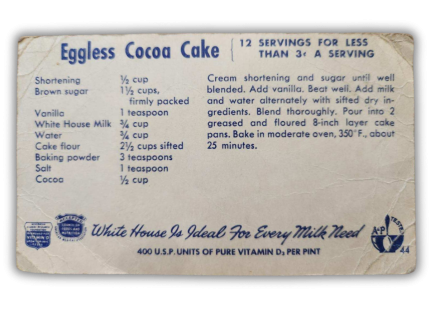 Eggless Cocoa Cake
12 SERVINGS FOR LESS
THAN 3¢ A SERVING
Shortening ½ cup
Brown sugar 1½ cups,
firmly packed
Vanilla 1 teaspoon
White House Milk ¾ cup
Water ¾ cup
Cake flour 2½ cups sifted
Baking powder 3 teaspoons
Salt 1 teaspoon
Cocoa ½ cup
Cream shortening and sugar until well
blended. Add vanilla. Beat well. Add milk
and water alternately with sifted dry in-
gredients. Blend thoroughly. Pour into 2
greased and floured 8-inch layer cake
pans. Bake in moderate oven, 350°F., about
25 minutes.
White House Is Ideal For Every Milk Need
400 U.S.P. UNITS OF PURE VITAMIN D₃ PER PINT
A&P
44